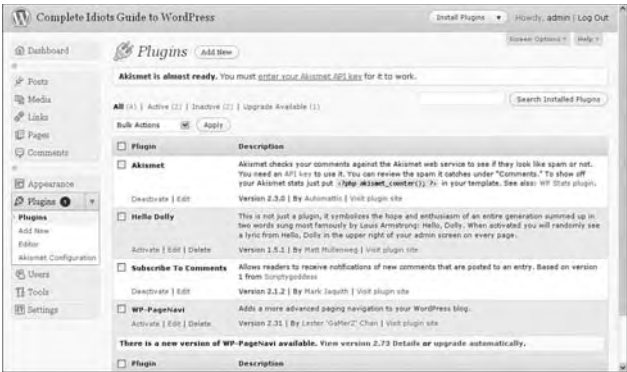 Complete Idiots Guide to WordPress
Install Plugins
Howdy, admin | Log Out
Screen Options
Help
Dashboard
Posts
Media
Links
Pages
Comments
Appearance
Plugins 1
Plugins
Add New
Editor
Akismet Configuration
Users
Tools
Settings
Plugins
Add New
Akismet is almost ready. You must enter your Akismet API key for it to work.
Search Installed Plugins
All (4) | Active (2) | Inactive (2) | Upgrade Available (1)
Bulk Actions
Apply
Plugin
Description
Akismet
Akismet checks your comments against the Akismet web service to see if they look like spam or not.
You need an API key to use it. You can review the spam it catches under "Comments." To show off
your Akismet stats just put <?php akismet_counter(); ?> in your template. See also: WP Stats plugin.
Deactivate | Edit
Version 2.3.0 | By Automattic | Visit plugin site
Hello Dolly
This is not just a plugin, it symbolizes the hope and enthusiasm of an entire generation summed up in
two words sung most famously by Louis Armstrong: Hello, Dolly. When activated you will randomly see
a lyric from Hello, Dolly in the upper right of your admin screen on every page.
Activate | Edit | Delete
Version 1.5.1 | By Matt Mullenweg | Visit plugin site
Subscribe To Comments
Allows readers to receive notifications of new comments that are posted to an entry. Based on version
1 from Scriptygoddess
Deactivate | Edit
Version 2.1.2 | By Mark Jaquith | Visit plugin site
WP-PageNavi
Adds a more advanced paging navigation to your WordPress blog.
Activate | Edit | Delete
Version 2.31 | By Lester 'GaMerZ' Chan | Visit plugin site
There is a new version of WP-PageNavi available. View version 2.73 Details or upgrade automatically.
Plugin
Description